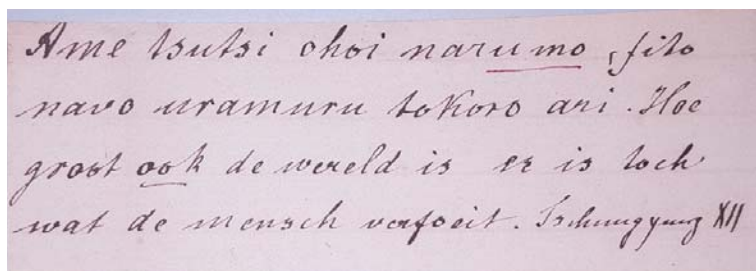 Ame tsutsi ohoi narumo, fito
navo uramuru tokoro ari. Hoe
groot ook de wereld is er is toch
wat de mensch verfoeit. Tschungyung XII